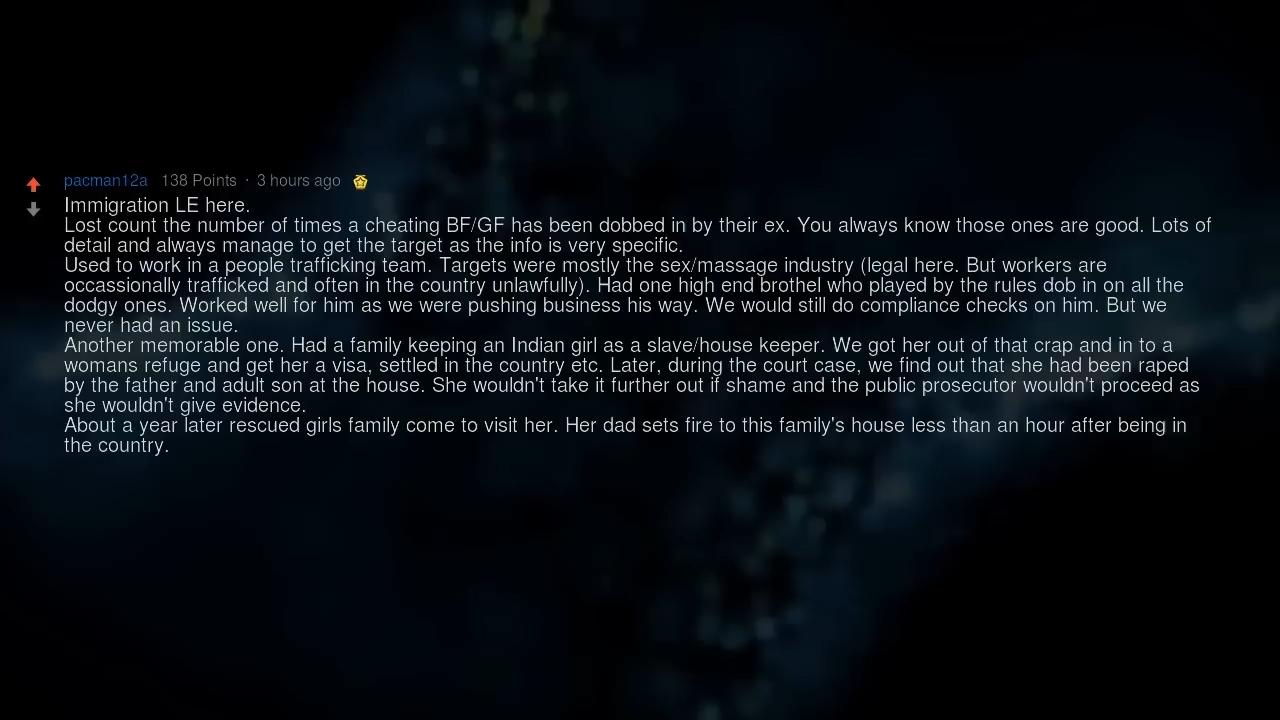 pacman12a 138 Points · 3 hours ago
Immigration LE here.
Lost count the number of times a cheating BF/GF has been dobbed in by their ex. You always know those ones are good. Lots of
detail and always manage to get the target as the info is very specific.
Used to work in a people trafficking team. Targets were mostly the sex/massage industry (legal here. But workers are
occassionally trafficked and often in the country unlawfully). Had one high end brothel who played by the rules dob in on all the
dodgy ones. Worked well for him as we were pushing business his way. We would still do compliance checks on him. But we
never had an issue.
Another memorable one. Had a family keeping an Indian girl as a slave/house keeper. We got her out of that crap and in to a
womans refuge and get her a visa, settled in the country etc. Later, during the court case, we find out that she had been raped
by the father and adult son at the house. She wouldn't take it further out if shame and the public prosecutor wouldn't proceed as
she wouldn't give evidence.
About a year later rescued girls family come to visit her. Her dad sets fire to this family's house less than an hour after being in
the country.